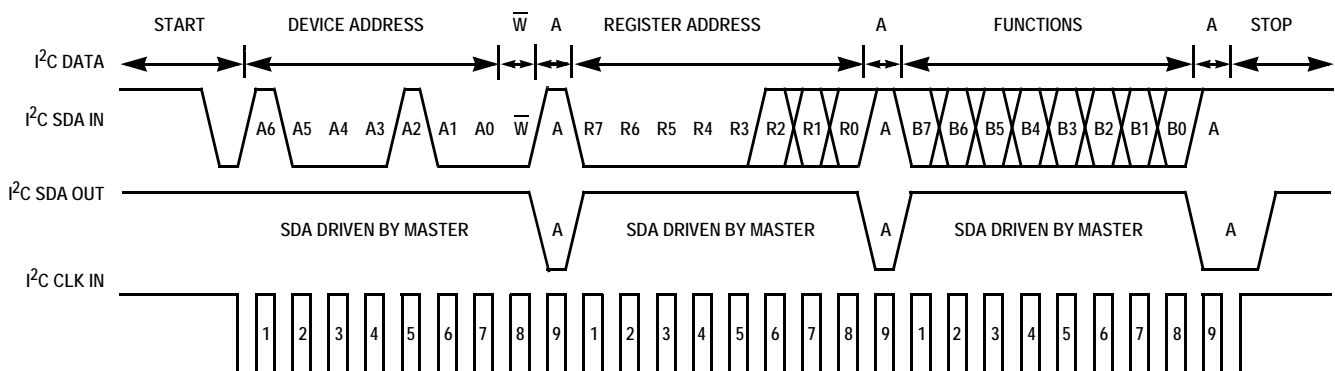 START DEVICE ADDRESS W̅ A REGISTER ADDRESS A FUNCTIONS A STOP
I²C DATA
I²C SDA IN A6 A5 A4 A3 A2 A1 A0 W̅ A R7 R6 R5 R4 R3 R2 R1 R0 A B7 B6 B5 B4 B3 B2 B1 B0 A
I²C SDA OUT
SDA DRIVEN BY MASTER A SDA DRIVEN BY MASTER A SDA DRIVEN BY MASTER A
I²C CLK IN
1 2 3 4 5 6 7 8 9 1 2 3 4 5 6 7 8 9 1 2 3 4 5 6 7 8 9